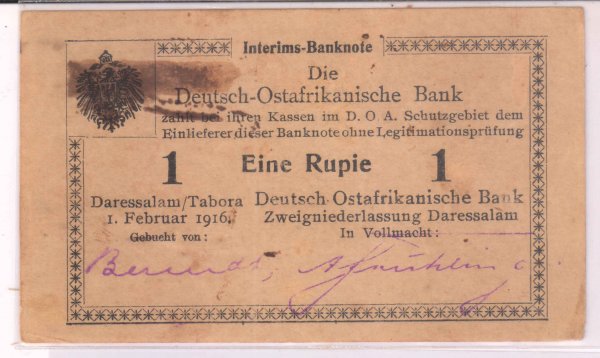 Interims-Banknote
Die
Deutsch-Ostafrikanische Bank
zahlt bei ihren Kassen im D. O. A. Schutzgebiet dem
Einlieferer dieser Banknote ohne Legitimationsprüfung
1 Eine Rupie 1
Daressalam/Tabora
1. Februar 1916.
Gebucht von:
Deutsch-Ostafrikanische Bank
Zweigniederlassung Daressalam
In Vollmacht: